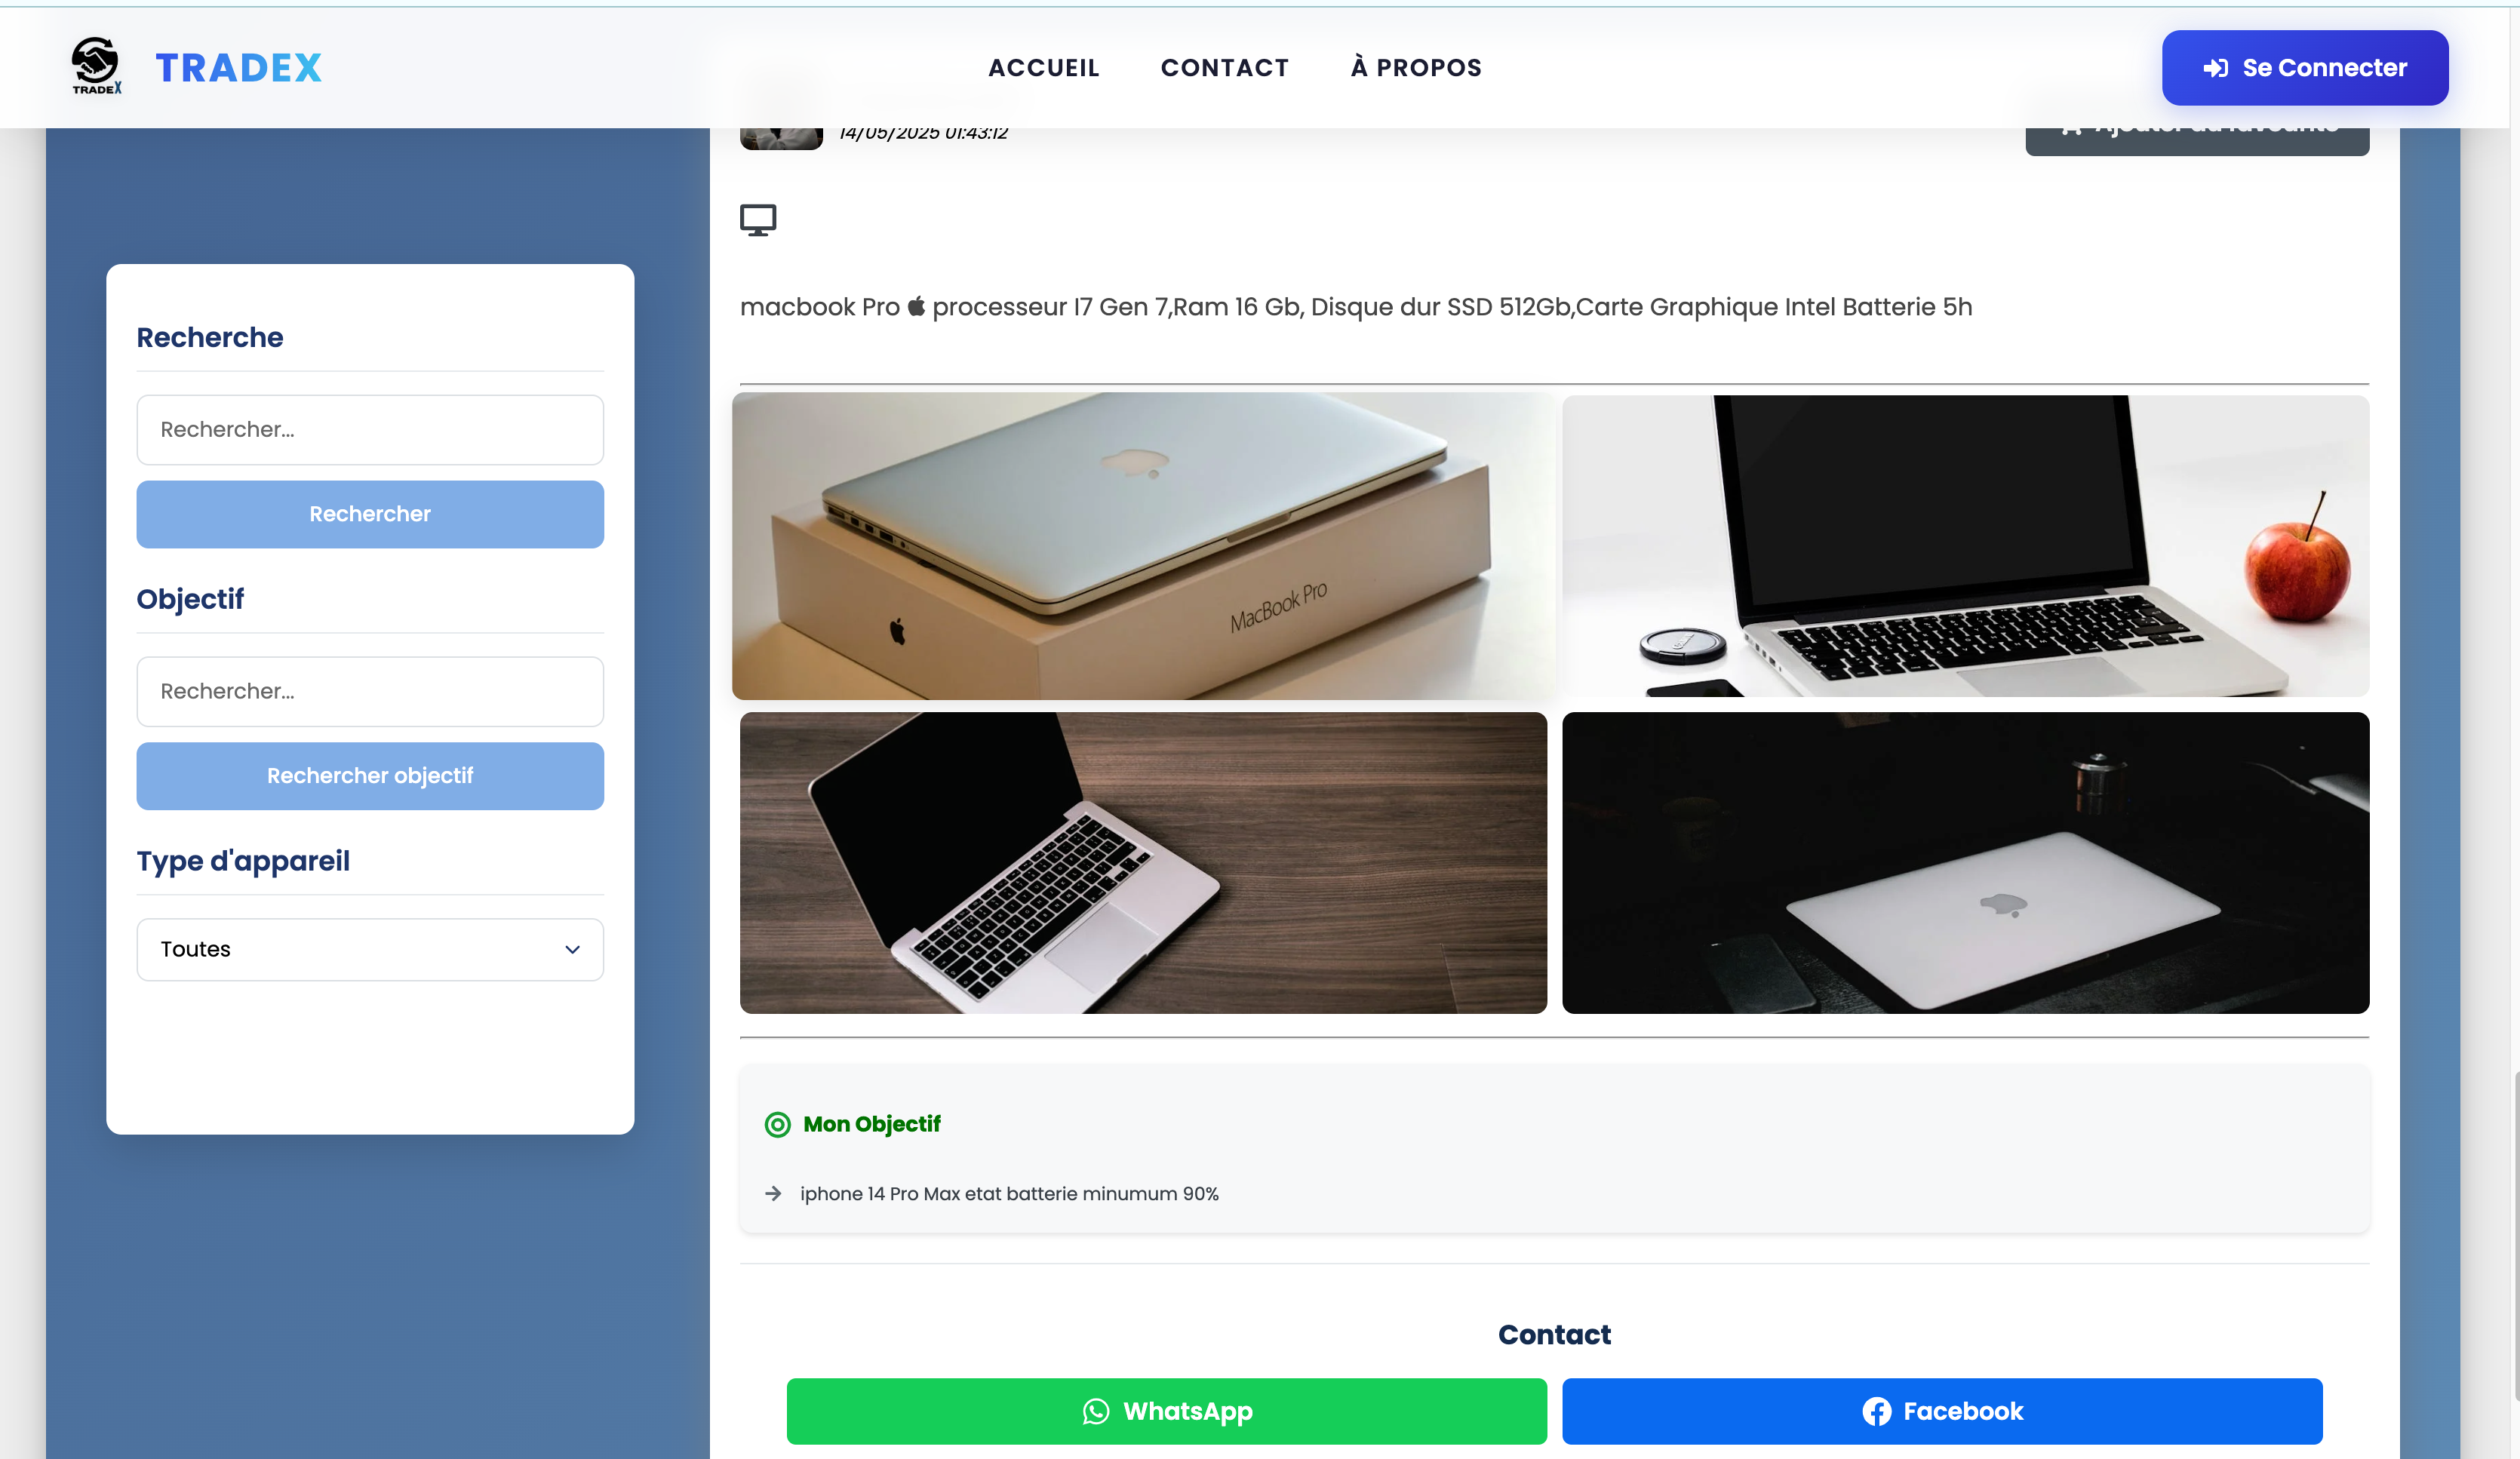 TRADEX
TRADEX
ACCUEIL
CONTACT
À PROPOS
Se Connecter
14/05/2025 01:43:12
Recherche
Rechercher...
Rechercher
Objectif
Rechercher...
Rechercher objectif
Type d'appareil
Toutes
macbook Pro processeur I7 Gen 7,Ram 16 Gb, Disque dur SSD 512Gb,Carte Graphique Intel Batterie 5h
MacBook Pro
Mon Objectif
iphone 14 Pro Max etat batterie minumum 90%
Contact
WhatsApp
Facebook